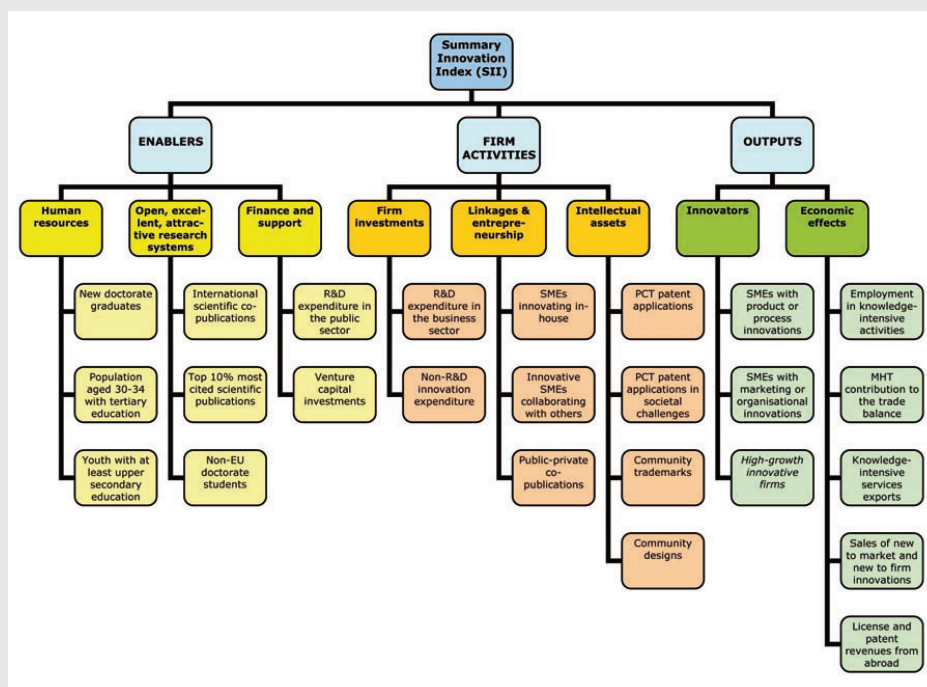 Summary
Innovation
Index (SII)
ENABLERS
FIRM
ACTIVITIES
OUTPUTS
Human
resources
Open, excel-
lent, attrac-
tive research
systems
Finance and
support
Firm
investments
Linkages &
entrepre-
neurship
Intellectual
assets
Innovators
Economic
effects
New doctorate
graduates
International
scientific co-
publications
R&D
expenditure in
the public
sector
R&D
expenditure in
the business
sector
SMEs
innovating in-
house
PCT patent
applications
SMEs with
product or
process
innovations
Employment
in knowledge-
intensive
activities
Population
aged 30-34
with tertiary
education
Top 10% most
cited scientific
publications
Venture
capital
investments
Non-R&D
innovation
expenditure
Innovative
SMEs
collaborating
with others
PCT patent
applications in
societal
challenges
SMEs with
marketing or
organisational
innovations
MHT
contribution to
the trade
balance
Youth with at
least upper
secondary
education
Non-EU
doctorate
students
Public-private
co-
publications
Community
trademarks
High-growth
innovative
firms
Knowledge-
intensive
services
exports
Community
designs
Sales of new
to market and
new to firm
innovations
License and
patent
revenues from
abroad